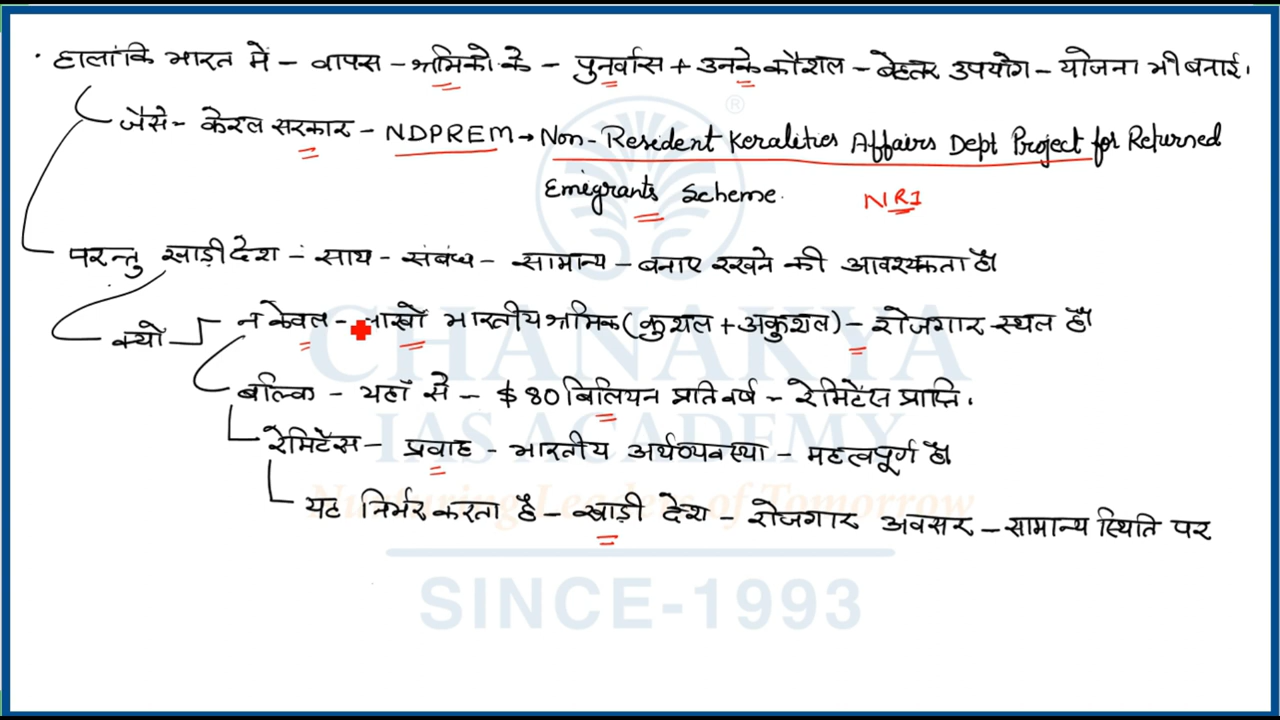 · हालांकि भारत में - वापस - श्रमिको के - पुनर्वास + उनके कौशल - बेहतर उपयोग - योजना भी बनाई।
जैसे - केरल सरकार - NDPREM → Non-Resident Keralities Affairs Dept Project for Returned
Emigrants Scheme.
NRI
परन्तु खाड़ी देश - साथ - संबंध - सामान्य - बनाए रखने की आवश्यकता है।
क्यों न केवल - लाखों भारतीय श्रमिक (कुशल + अकुशल) - रोजगार स्थल है।
बल्कि - यहाँ से - $ 80 बिलियन प्रति वर्ष - रेमिटेंस प्राप्ति।
रेमिटेंस - प्रवाह - भारतीय अर्थव्यवस्था - महत्वपूर्ण है।
यह निर्भर करता है - खाड़ी देश - रोजगार अवसर - सामान्य स्थिति पर
®
CHANAKYA
IAS ACADEMY
Nurturing Leaders of Tomorrow
SINCE-1993